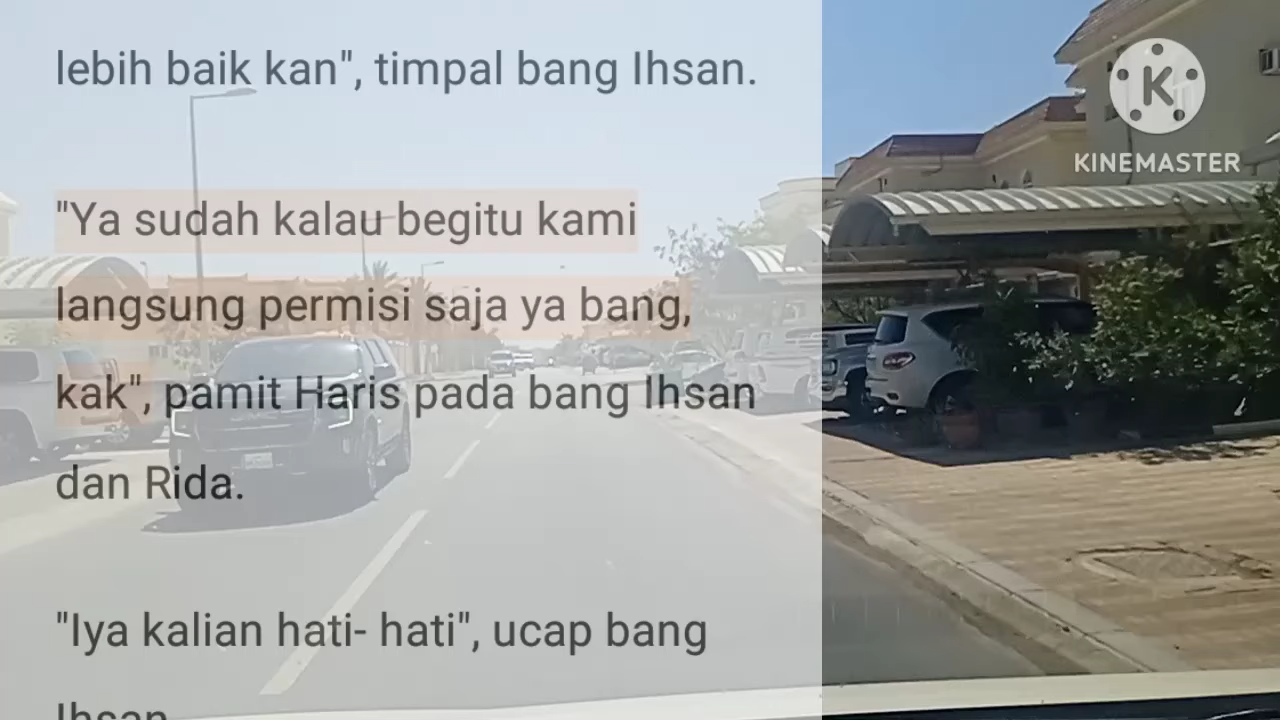 lebih baik kan", timpal bang Ihsan.
"Ya sudah kalau begitu kami
langsung permisi saja ya bang,
kak", pamit Haris pada bang Ihsan
dan Rida.
"Iya kalian hati- hati", ucap bang
Ihsan
K
KINEMASTER